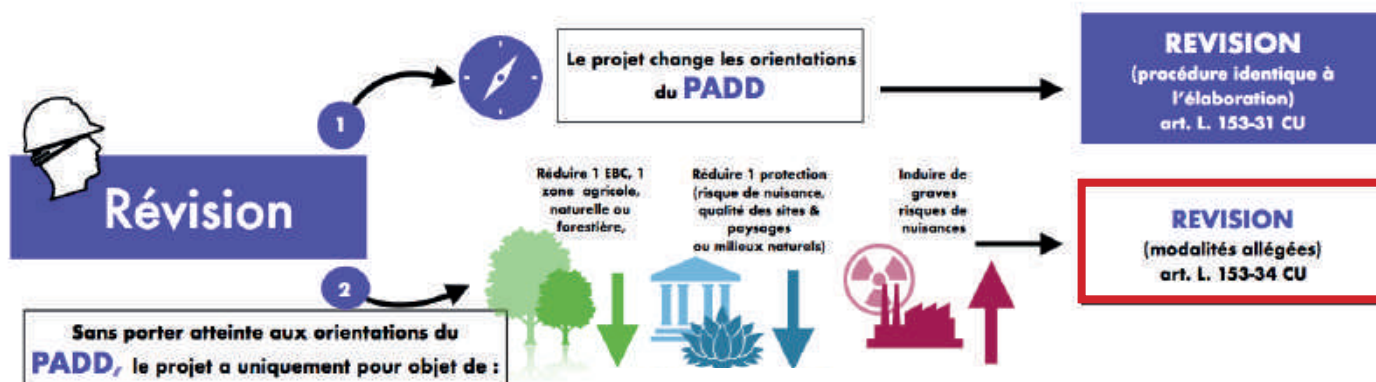 Révision
1
Le projet change les orientations
du PADD
REVISION
(procédure identique à
l'élaboration)
art. L. 153-31 CU
2
Sans porter atteinte aux orientations du
PADD, le projet a uniquement pour objet de :
Réduire 1 EBC, 1
zone agricole,
naturelle ou
forestière,
Réduire 1 protection
(risque de nuisance,
qualité des sites &
paysages
ou milieux naturels)
Induire de
graves
risques de
nuisances
REVISION
(modalités allégées)
art. L. 153-34 CU